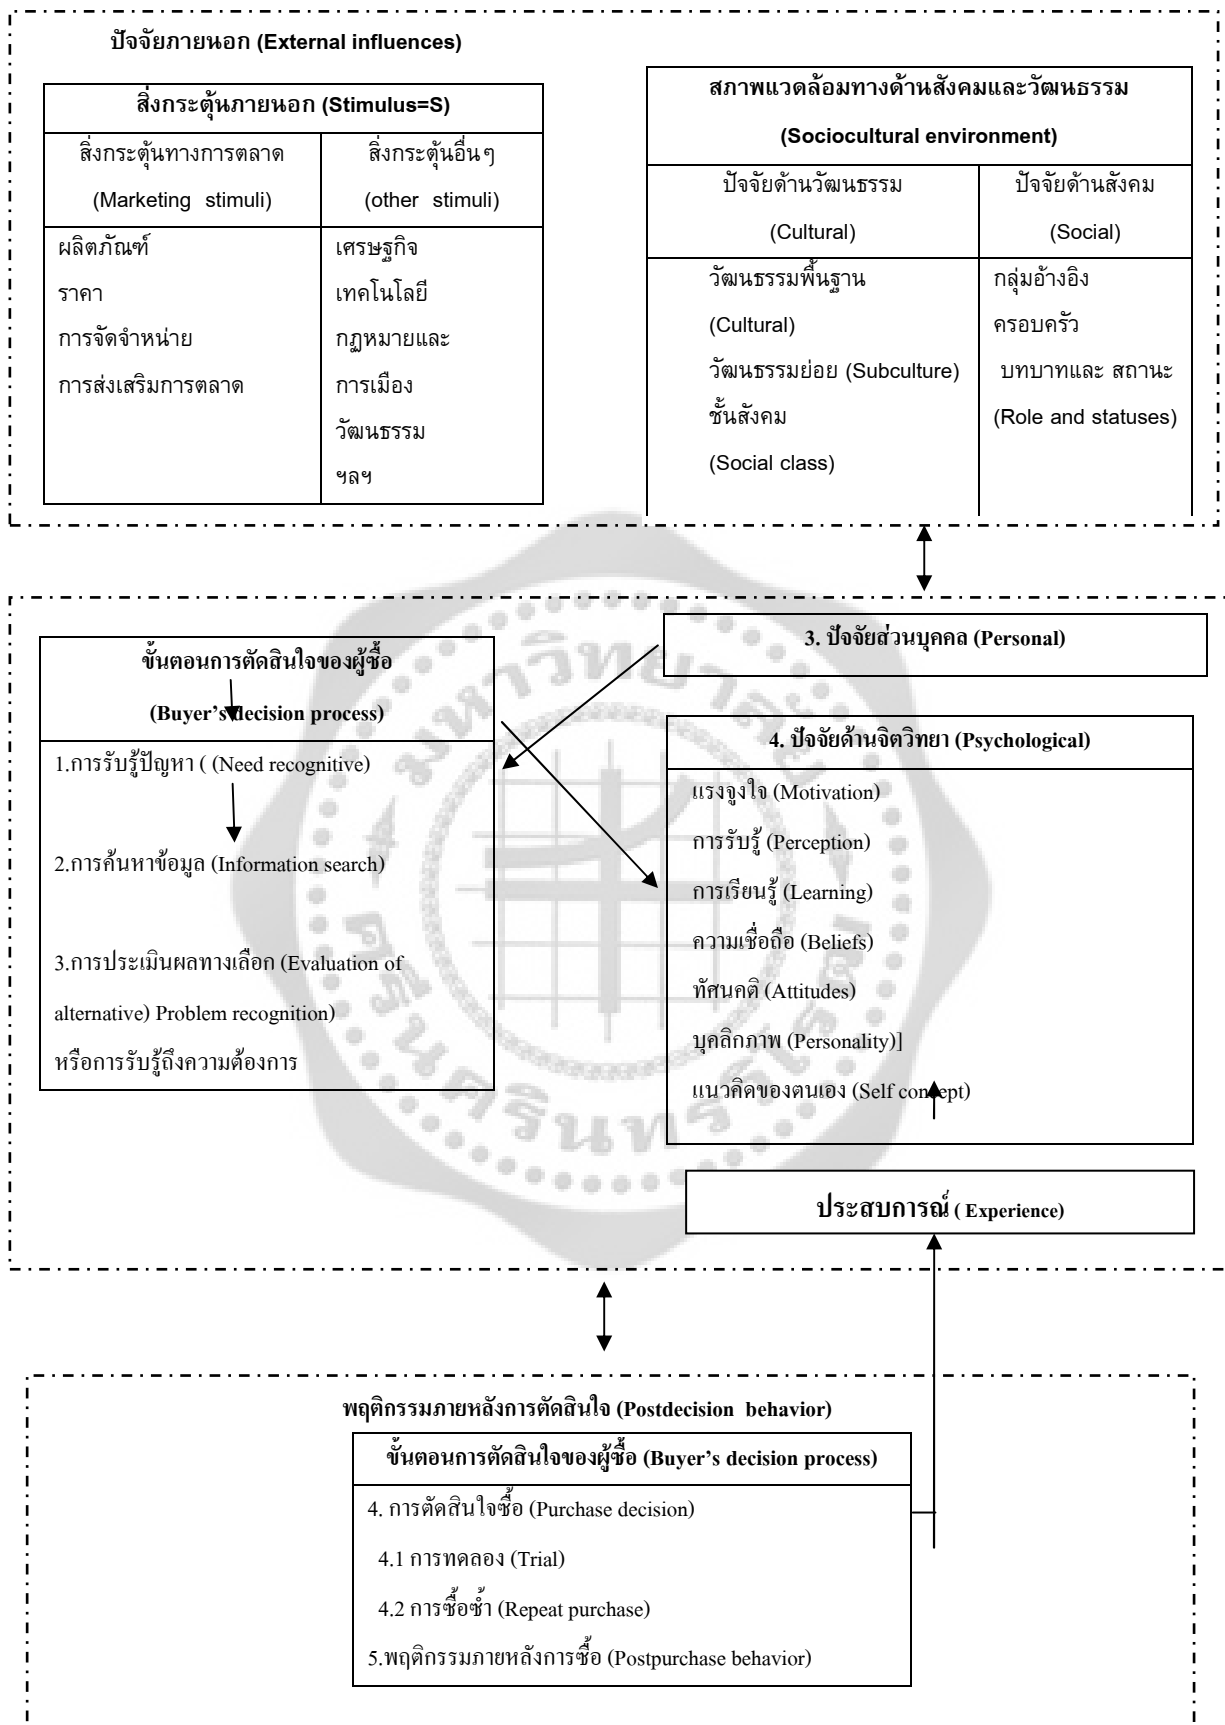 ปัจจัยภายนอก (External influences)
สิ่งกระตุ้นภายนอก (Stimulus=S)
สิ่งกระตุ้นทางการตลาด
(Marketing stimuli)
สิ่งกระตุ้นอื่นๆ
(other stimuli)
ผลิตภัณฑ์
ราคา
การจัดจำหน่าย
การส่งเสริมการตลาด
เศรษฐกิจ
เทคโนโลยี
กฎหมายและ
การเมือง
วัฒนธรรม
ฯลฯ
สภาพแวดล้อมทางด้านสังคมและวัฒนธรรม
(Sociocultural environment)
ปัจจัยด้านวัฒนธรรม
(Cultural)
ปัจจัยด้านสังคม
(Social)
วัฒนธรรมพื้นฐาน
(Cultural)
วัฒนธรรมย่อย (Subculture)
ชั้นสังคม
(Social class)
กลุ่มอ้างอิง
ครอบครัว
บทบาทและ สถานะ
(Role and statuses)
ขั้นตอนการตัดสินใจของผู้ซื้อ
(Buyer's decision process)
1.การรับรู้ปัญหา ( (Need recognitive)
2.การค้นหาข้อมูล (Information search)
3.การประเมินผลทางเลือก (Evaluation of
alternative) Problem recognition)
หรือการรับรู้ถึงความต้องการ
3. ปัจจัยส่วนบุคคล (Personal)
4. ปัจจัยด้านจิตวิทยา (Psychological)
แรงจูงใจ (Motivation)
การรับรู้ (Perception)
การเรียนรู้ (Learning)
ความเชื่อถือ (Beliefs)
ทัศนคติ (Attitudes)
บุคลิกภาพ (Personality)]
แนวคิดของตนเอง (Self concept)
ประสบการณ์ ( Experience)
มหาวิทยาลัย
ศรีนครินทรวิโรฒ
พฤติกรรมภายหลังการตัดสินใจ (Postdecision behavior)
ขั้นตอนการตัดสินใจของผู้ซื้อ (Buyer’s decision process)
4. การตัดสินใจซื้อ (Purchase decision)
4.1 การทดลอง (Trial)
4.2 การซื้อซ้ำ (Repeat purchase)
5.พฤติกรรมภายหลังการซื้อ (Postpurchase behavior)